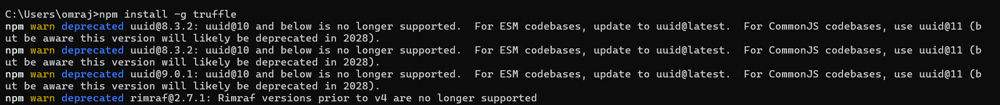 C:\Users\omraj>npm install -g truffle
npm warn deprecated uuid@8.3.2: uuid@10 and below is no longer supported.  For ESM codebases, update to uuid@latest.  For CommonJS codebases, use uuid@11 (b
ut be aware this version will likely be deprecated in 2028).
npm warn deprecated uuid@8.3.2: uuid@10 and below is no longer supported.  For ESM codebases, update to uuid@latest.  For CommonJS codebases, use uuid@11 (b
ut be aware this version will likely be deprecated in 2028).
npm warn deprecated uuid@9.0.1: uuid@10 and below is no longer supported.  For ESM codebases, update to uuid@latest.  For CommonJS codebases, use uuid@11 (b
ut be aware this version will likely be deprecated in 2028).
npm warn deprecated rimraf@2.7.1: Rimraf versions prior to v4 are no longer supported